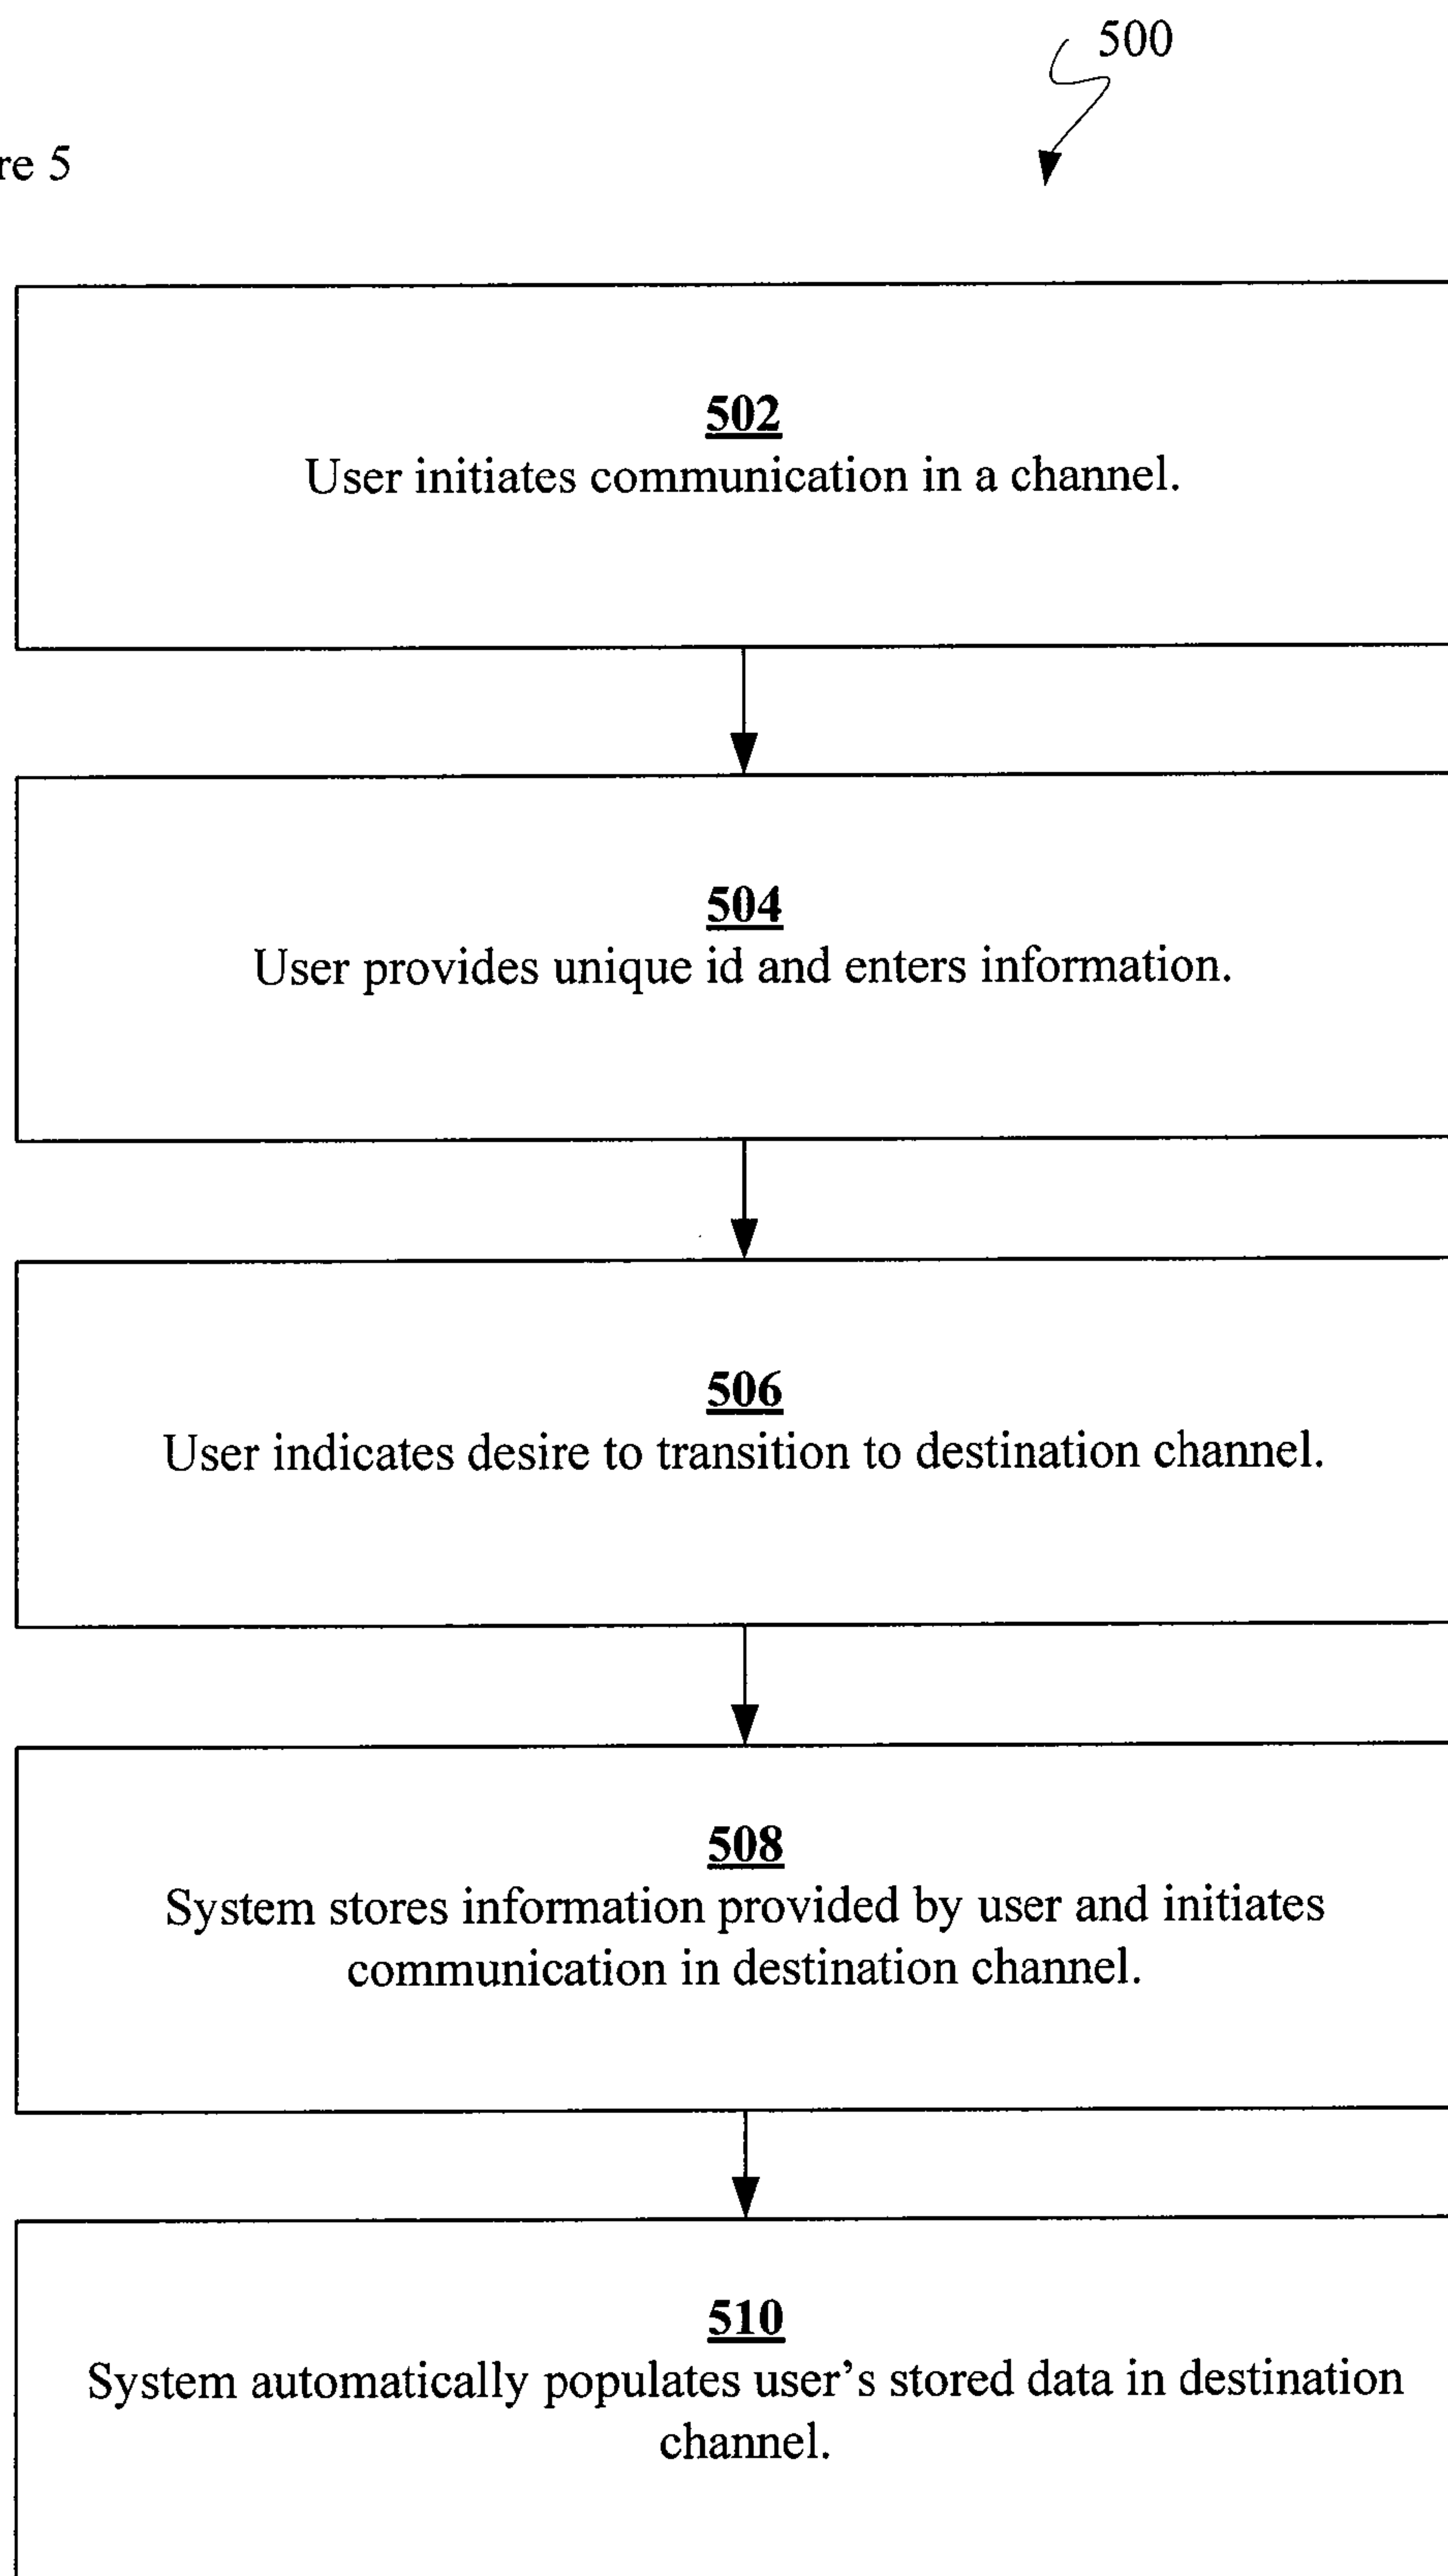 500
re 5
502
User initiates communication in a channel.
504
User provides unique id and enters information.
506
User indicates desire to transition to destination channel.
508
System stores information provided by user and initiates
communication in destination channel.
510
System automatically populates user’s stored data in destination
channel.